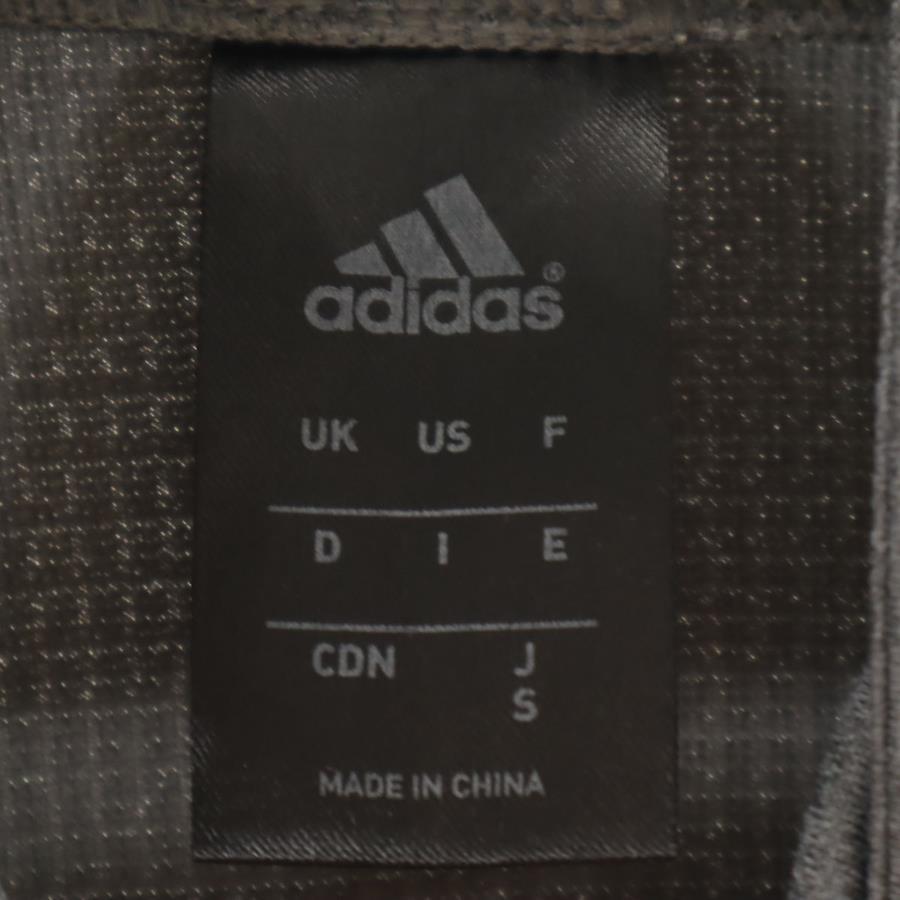 adidas®
UK US F
D I E
CDN J
S
MADE IN CHINA